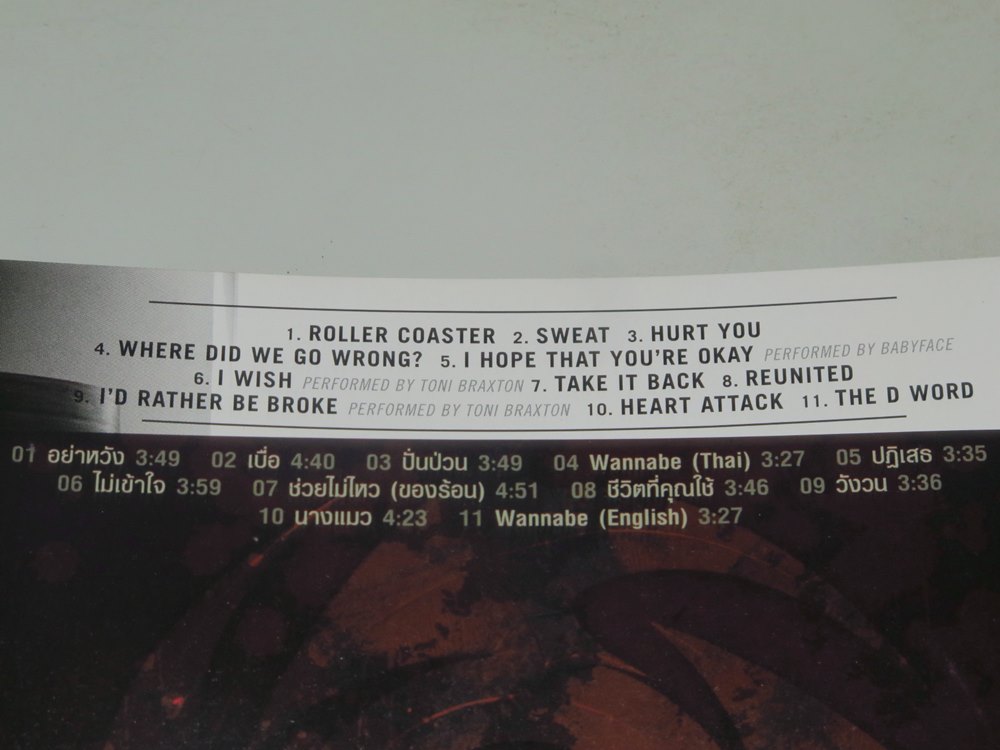 1. ROLLER COASTER 2. SWEAT 3. HURT YOU
4. WHERE DID WE GO WRONG? 5. I HOPE THAT YOU'RE OKAY PERFORMED BY BABYFACE
6. I WISH PERFORMED BY TONI BRAXTON 7. TAKE IT BACK 8. REUNITED
9. I'D RATHER BE BROKE PERFORMED BY TONI BRAXTON 10. HEART ATTACK 11. THE D WORD
01 อย่าหวัง 3:49 02 เบื่อ 4:40 03 ปั่นป่วน 3:49 04 Wannabe (Thai) 3:27 05 ปฏิเสธ 3:35
06 ไม่เข้าใจ 3:59 07 ช่วยไม่ไหว (ของร้อน) 4:51 08 ชีวิตที่คุณใช้ 3:46 09 วังวน 3:36
10 นางแมว 4:23 11 Wannabe (English) 3:27